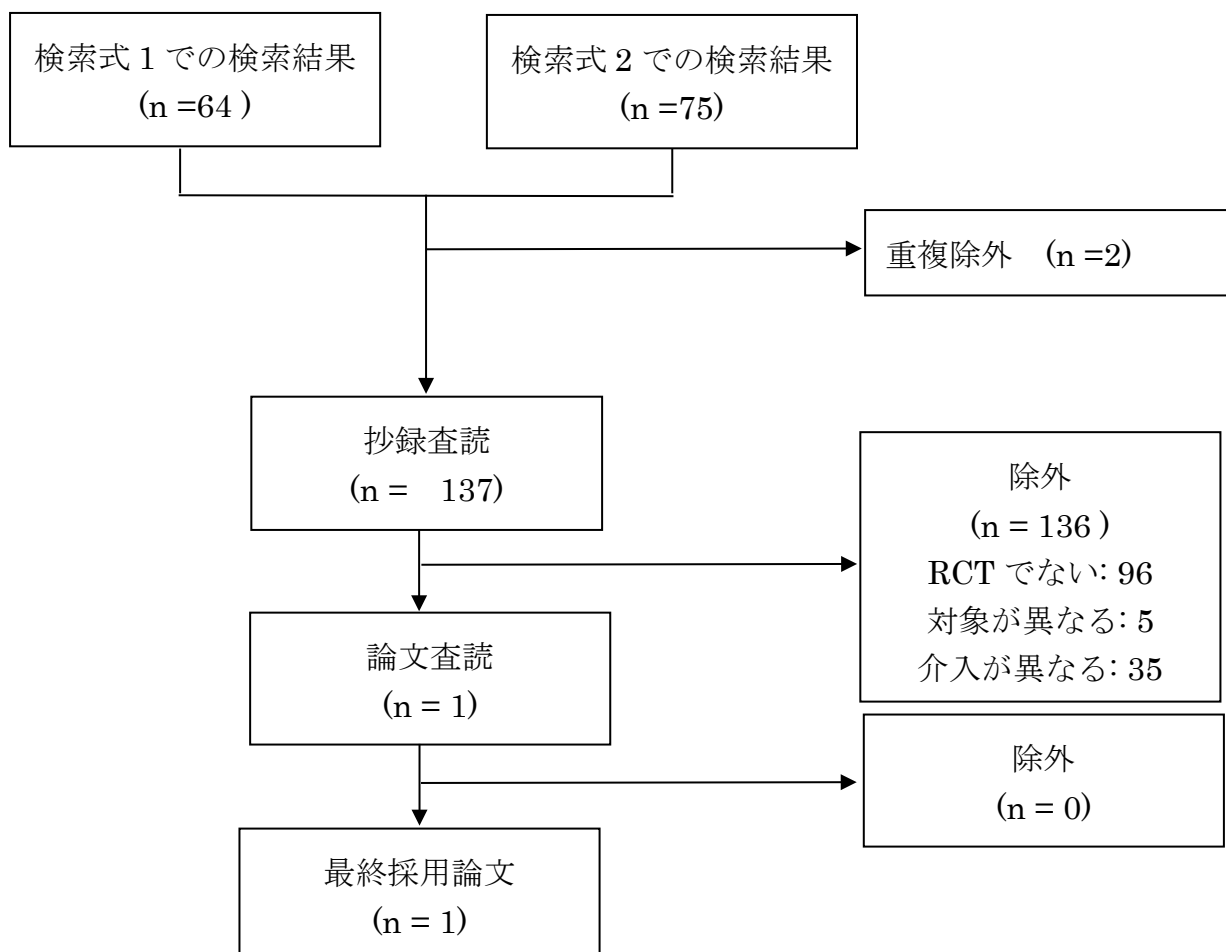 検索式 1 での検索結果
(n =64 )
検索式 2 での検索結果
(n =75)
重複除外　(n =2)
抄録査読
(n =　137)
除外
(n = 136 )
RCT でない: 96
対象が異なる: 5
介入が異なる: 35
論文査読
(n = 1)
除外
(n = 0)
最終採用論文
(n = 1)